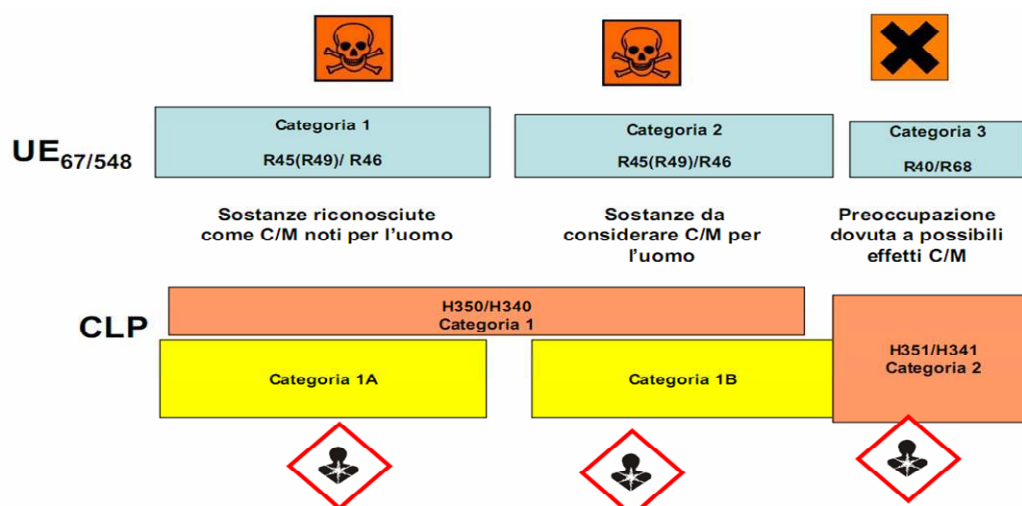 Categoria 1
R45(R49)/ R46
Categoria 2
R45(R49)/R46
Categoria 3
R40/R68
UE67/548
Sostanze riconosciute
come C/M noti per l'uomo
Sostanze da
considerare C/M per
l'uomo
Preoccupazione
dovuta a possibili
effetti C/M
CLP
H350/H340
Categoria 1
Categoria 1A
Categoria 1B
H351/H341
Categoria 2